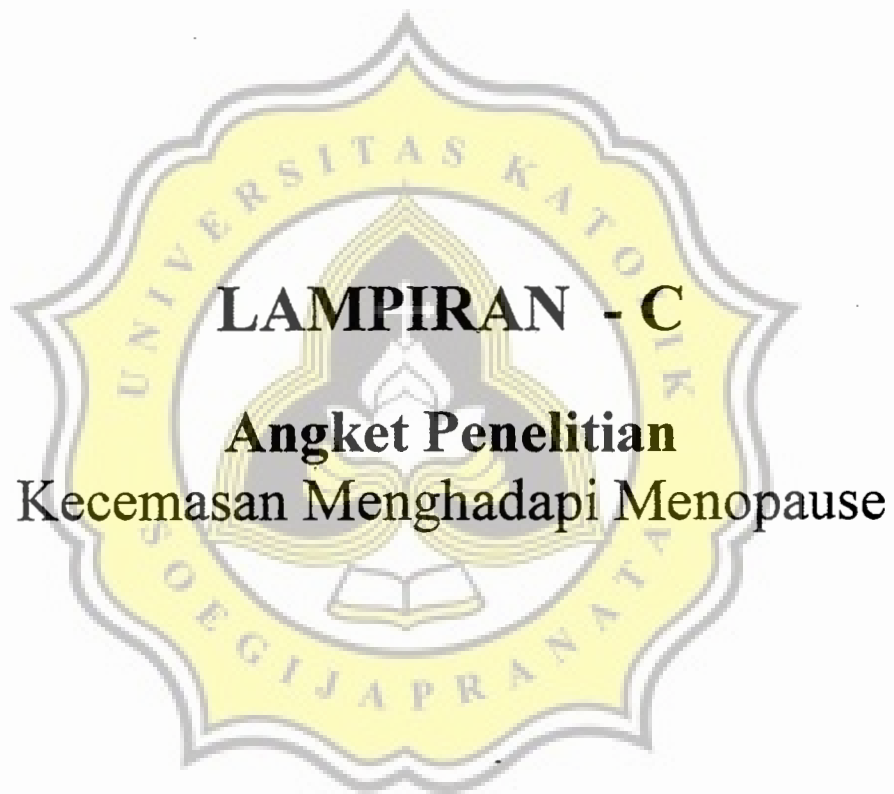 UNIVERSITAS KATOLIK
LAMPIRAN - C
Angket Penelitian
Kecemasan Menghadapi Menopause
SOEGIJAPRANATA